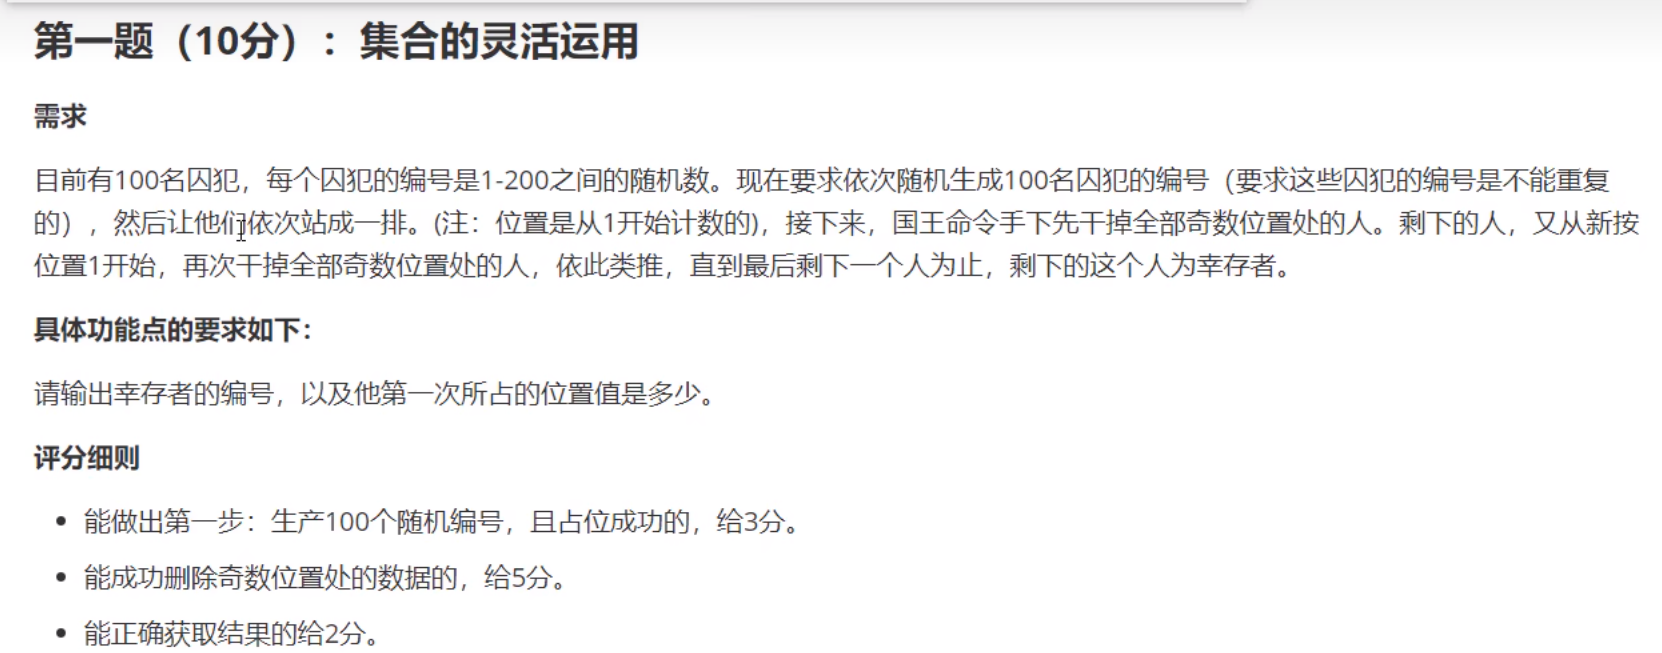 第一题（10分）：集合的灵活运用
需求
目前有100名囚犯，每个囚犯的编号是1-200之间的随机数。现在要求依次随机生成100名囚犯的编号（要求这些囚犯的编号是不能重复
的），然后让他们依次站成一排。(注：位置是从1开始计数的)，接下来，国王命令手下先干掉全部奇数位置处的人。剩下的人，又从新按
位置1开始，再次干掉全部奇数位置处的人，依此类推，直到最后剩下一个人为止，剩下的这个人为幸存者。
具体功能点的要求如下：
请输出幸存者的编号，以及他第一次所占的位置值是多少。
评分细则
• 能做出第一步：生产100个随机编号，且占位成功的，给3分。
• 能成功删除奇数位置处的数据的，给5分。
• 能正确获取结果的给2分。